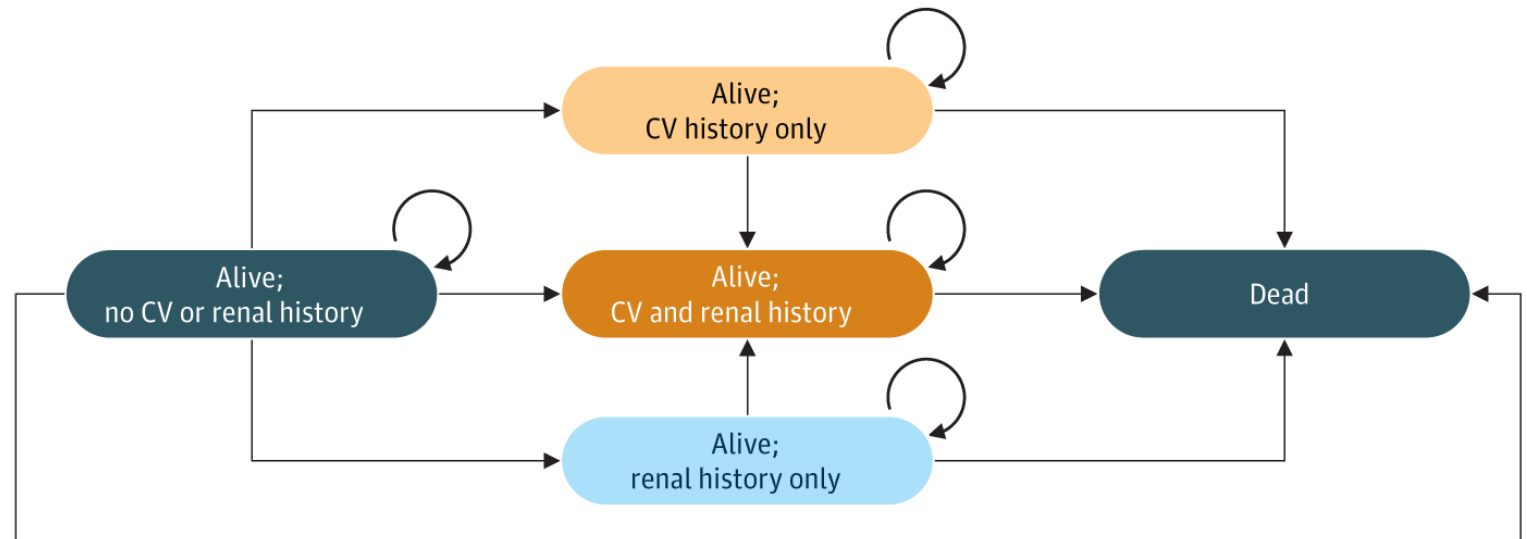 Alive;
CV history only
Alive;
no CV or renal history
Alive;
CV and renal history
Dead
Alive;
renal history only